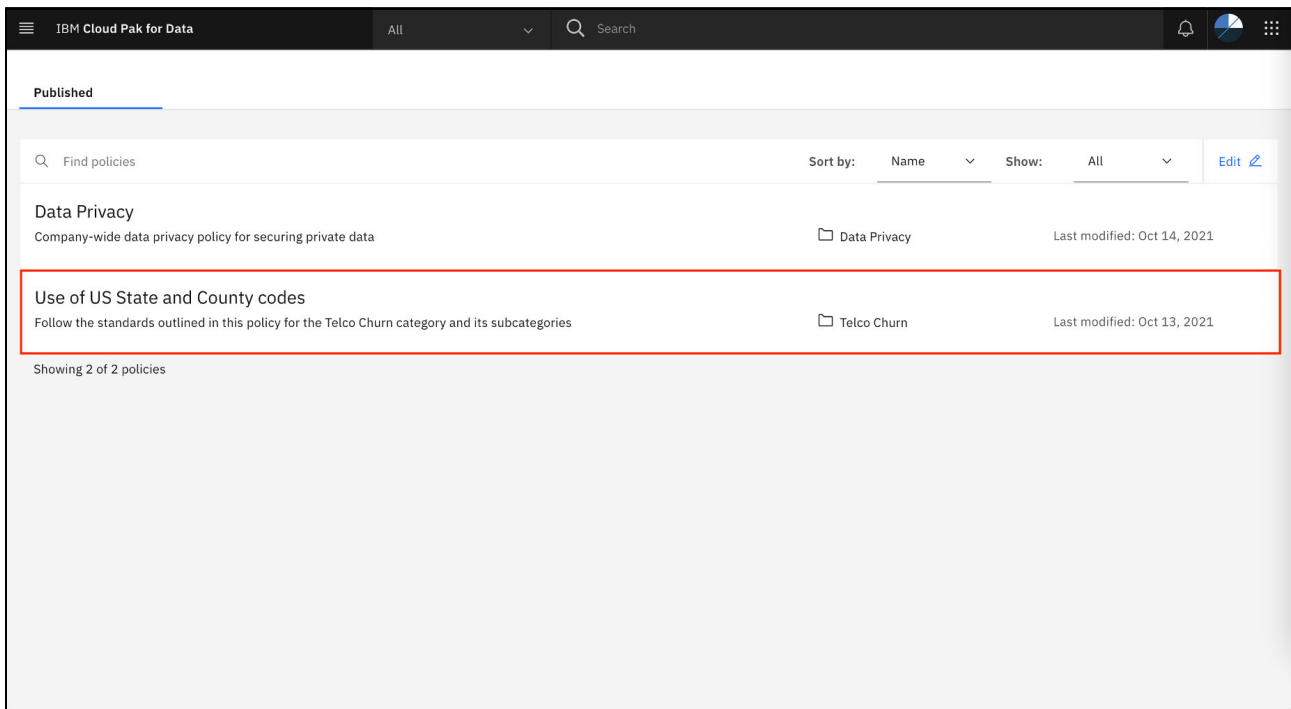 IBM Cloud Pak for Data All Search
Published
Find policies Sort by: Name Show: All Edit
Data Privacy
Company-wide data privacy policy for securing private data Data Privacy Last modified: Oct 14, 2021
Use of US State and County codes
Follow the standards outlined in this policy for the Telco Churn category and its subcategories Telco Churn Last modified: Oct 13, 2021
Showing 2 of 2 policies